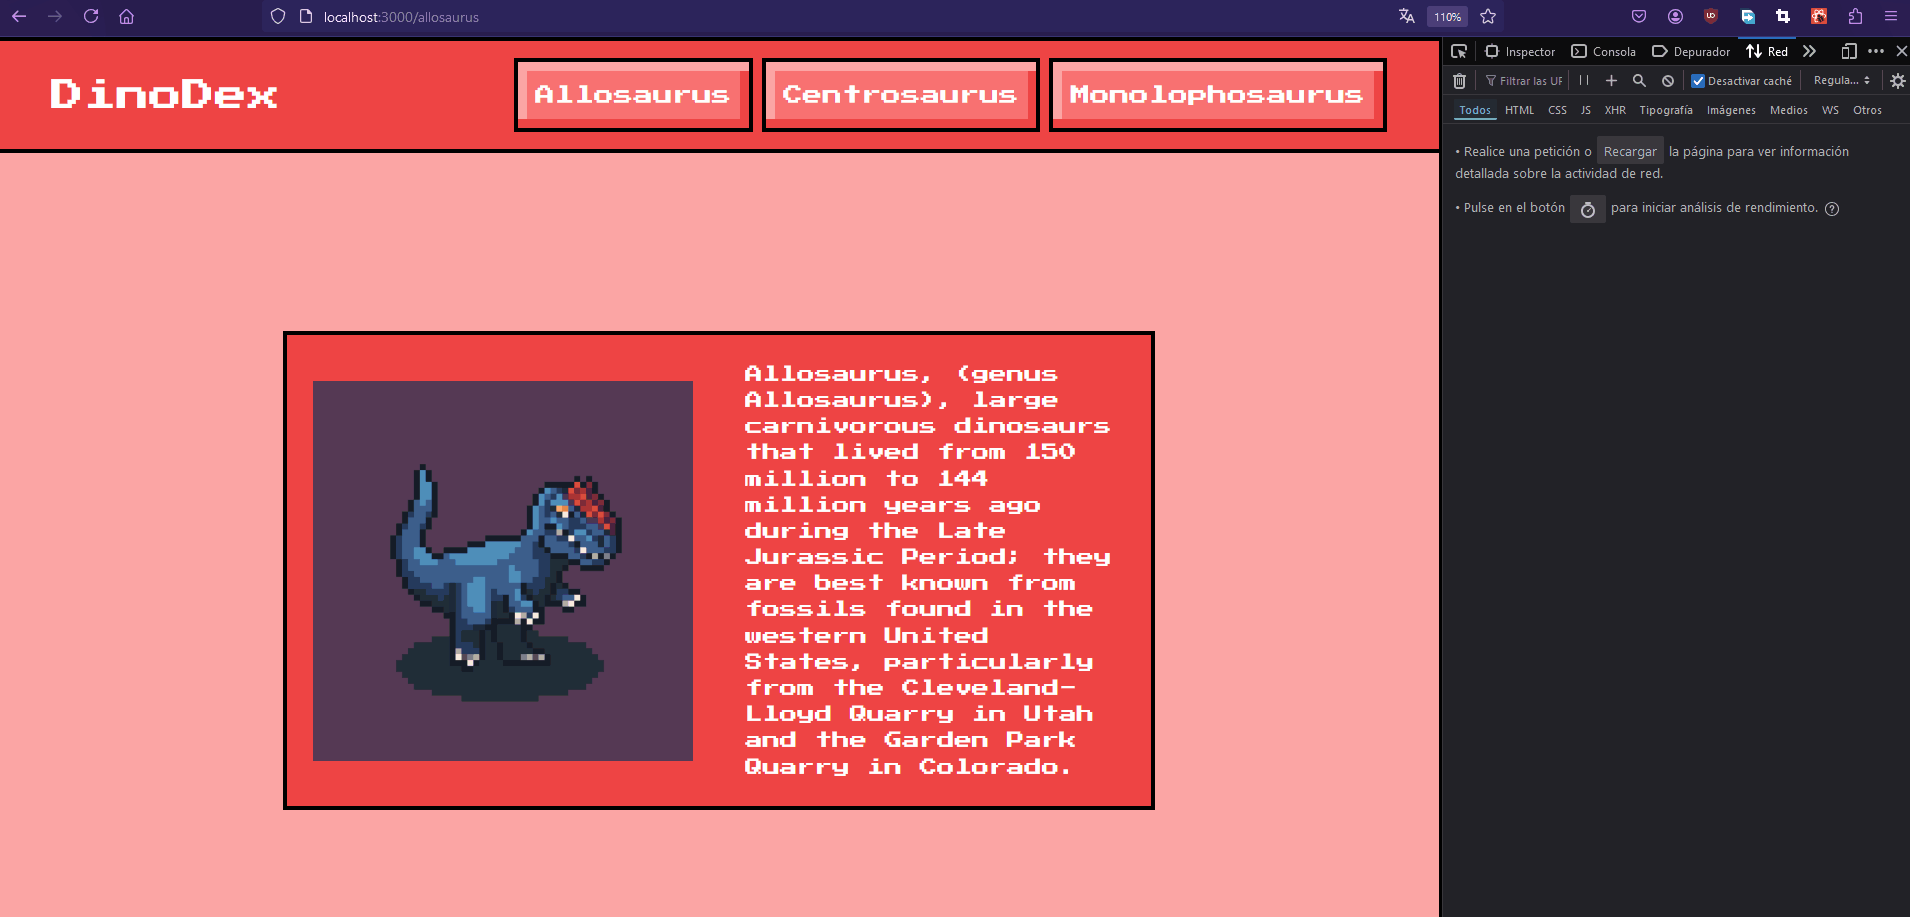 localhost:3000/allosaurus
110%
Inspector Consola Depurador Red
Filtrar las UF
Desactivar caché
Regula...
Todos HTML CSS JS XHR Tipografía Imágenes Medios WS Otros
• Realice una petición o Recargar la página para ver información
detallada sobre la actividad de red.
• Pulse en el botón para iniciar análisis de rendimiento. ?
DinoDex
Allosaurus Centrosaurus Monolophosaurus
Allosaurus, (genus
Allosaurus), large
carnivorous dinosaurs
that lived from 150
million to 144
million years ago
during the Late
Jurassic Period; they
are best known from
fossils found in the
western United
States, particularly
from the Cleveland-
Lloyd Quarry in Utah
and the Garden Park
Quarry in Colorado.